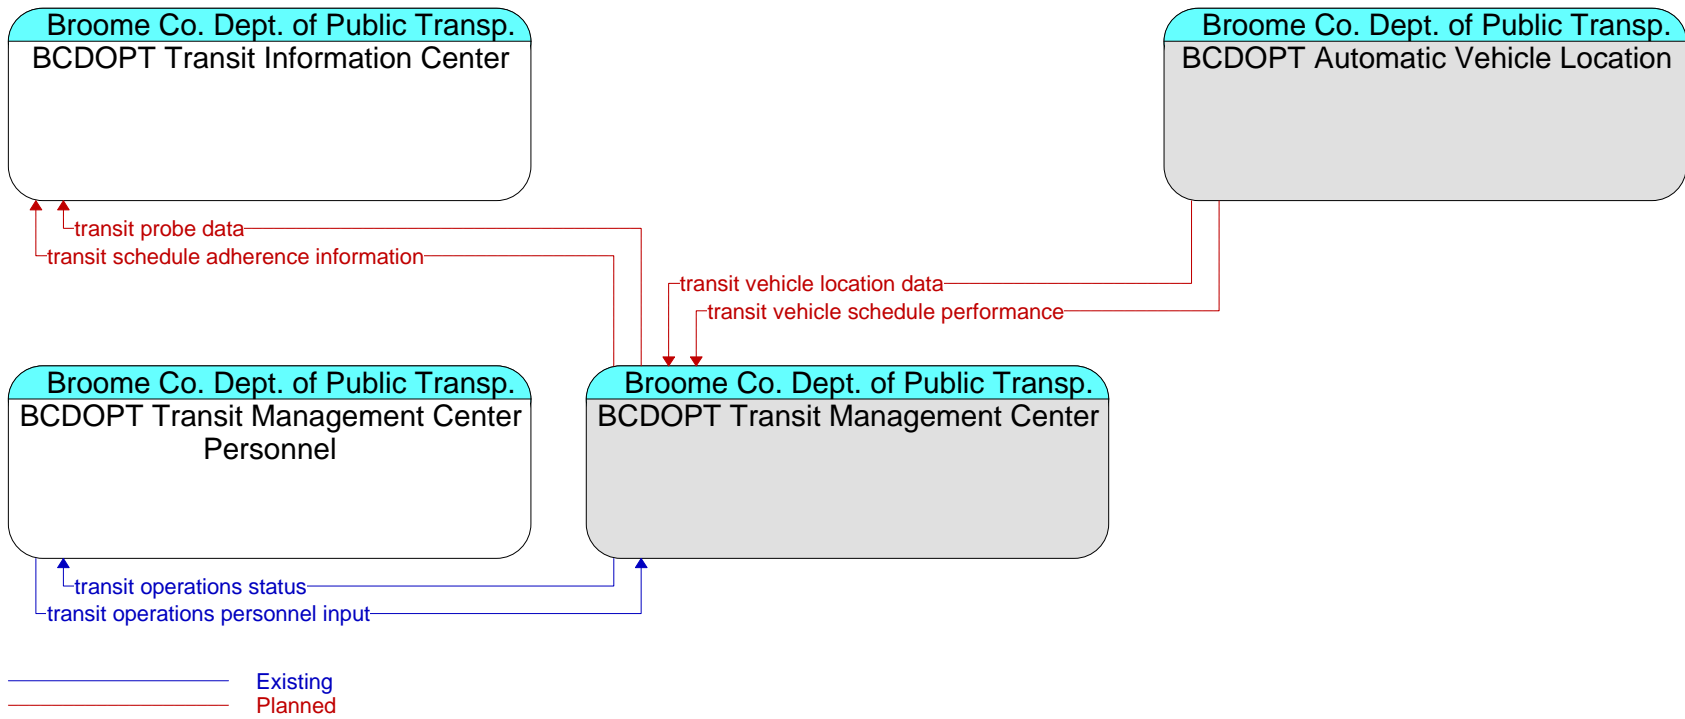 Broome Co. Dept. of Public Transp.
BCDOPT Transit Information Center
Broome Co. Dept. of Public Transp.
BCDOPT Automatic Vehicle Location
transit probe data
transit schedule adherence information
transit vehicle location data
transit vehicle schedule performance
Broome Co. Dept. of Public Transp.
BCDOPT Transit Management Center
Personnel
Broome Co. Dept. of Public Transp.
BCDOPT Transit Management Center
transit operations status
transit operations personnel input
Existing
Planned